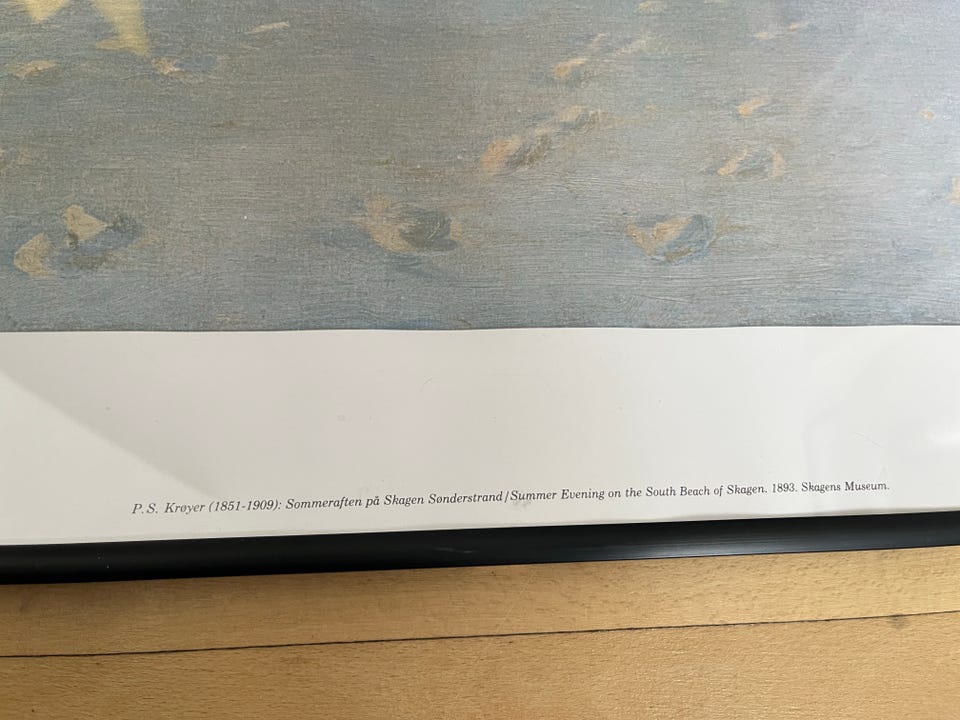 P.S. Krøyer (1851-1909): Sommeraften på Skagen Sønderstrand/Summer Evening on the South Beach of Skagen. 1893. Skagens Museum.